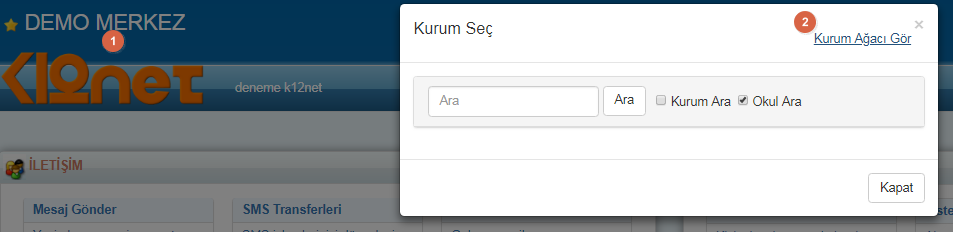 DEMO MERKEZ
1
K12net
deneme k12net
Kurum Seç
2
×
Kurum Ağacı Gör
Ara
Ara
Kurum Ara
Okul Ara
Kapat
İLETİŞİM
Mesaj Gönder
SMS Transferleri